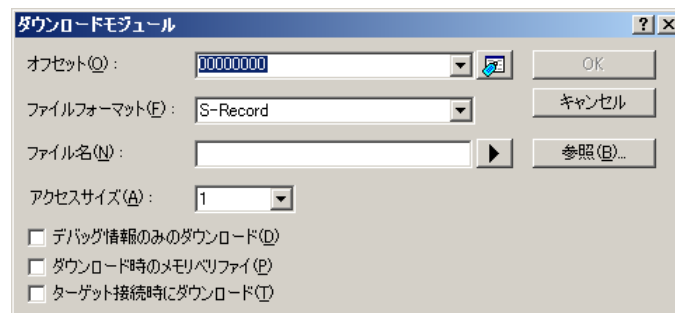 ダウンロードモジュール
オフセット(O)： 00000000 OK
ファイルフォーマット(F)： S-Record キャンセル
ファイル名(N)： 参照(B)...
アクセスサイズ(A)： 1
デバッグ情報のみのダウンロード(D)
ダウンロード時のメモリベリファイ(P)
ターゲット接続時にダウンロード(T)